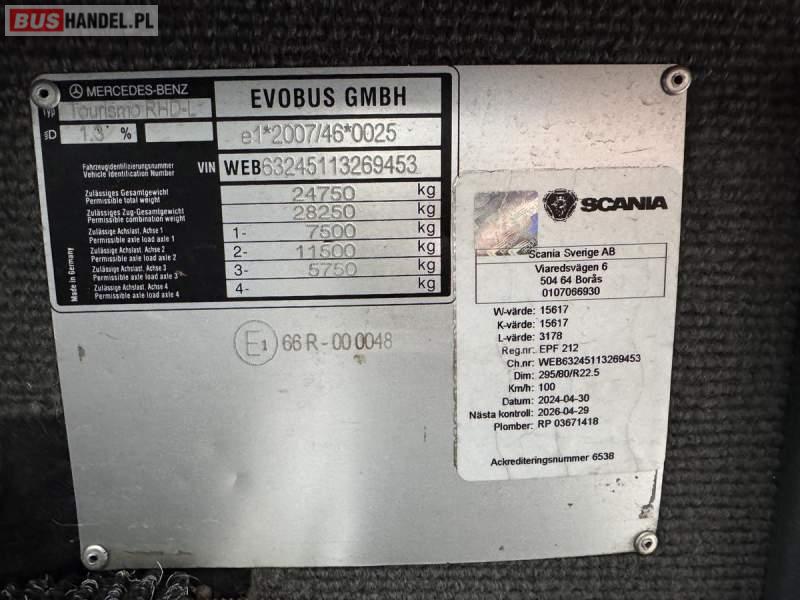 BUSHANDEL.PL
MERCEDES-BENZ
EVOBUS GMBH
Typ Tourismo RHD-L
D 1.3 %
e1*2007/46*0025
Fahrzeugidentifizierungsnummer
Vehicle Identification Number
VIN WEB63245113269453
Zulässiges Gesamtgewicht
Permissible total weight
24750 kg
Zulässiges Zug-Gesamtgewicht
Permissible combination weight
28250 kg
Zulässige Achslast, Achse 1
Permissible axle load axle 1
1- 7500 kg
Zulässige Achslast, Achse 2
Permissible axle load axle 2
2- 11500 kg
Zulässige Achslast, Achse 3
Permissible axle load axle 3
3- 5750 kg
Zulässige Achslast, Achse 4
Permissible axle load axle 4
4- kg
Made in Germany
E1 66 R-00 0048
SCANIA
Scania Sverige AB
Viaredsvägen 6
504 64 Borås
0107066930
W-värde: 15617
K-värde: 15617
L-värde: 3178
Reg.nr: EPF 212
Ch.nr: WEB63245113269453
Dim: 295/80/R22.5
Km/h: 100
Datum: 2024-04-30
Nästa kontroll: 2026-04-29
Plomber: RP 03671418
Ackrediteringsnummer 6538